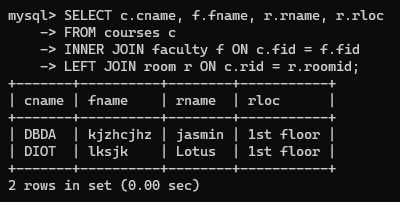 mysql> SELECT c.cname, f.fname, r.rname, r.rloc
    -> FROM courses c
    -> INNER JOIN faculty f ON c.fid = f.fid
    -> LEFT JOIN room r ON c.rid = r.roomid;
+-------+----------+--------+-----------+
| cname | fname    | rname  | rloc      |
+-------+----------+--------+-----------+
| DBDA  | kjzhcjhz | jasmin | 1st floor |
| DIOT  | lksjk    | Lotus  | 1st floor |
+-------+----------+--------+-----------+
2 rows in set (0.00 sec)